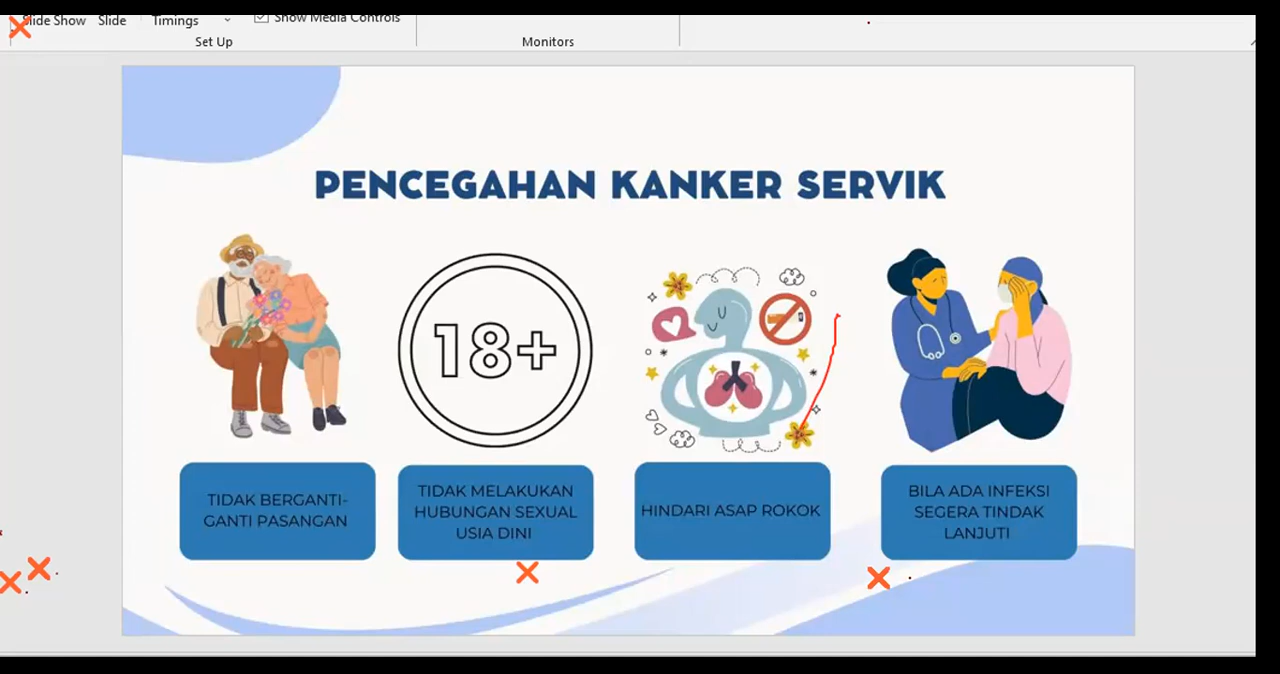 Slide Show
Slide
Timings
Show Media Controls
Set Up
Monitors
PENCEGAHAN KANKER SERVIK
18+
TIDAK BERGANTI-
GANTI PASANGAN
TIDAK MELAKUKAN
HUBUNGAN SEXUAL
USIA DINI
HINDARI ASAP ROKOK
BILA ADA INFEKSI
SEGERA TINDAK
LANJUTI